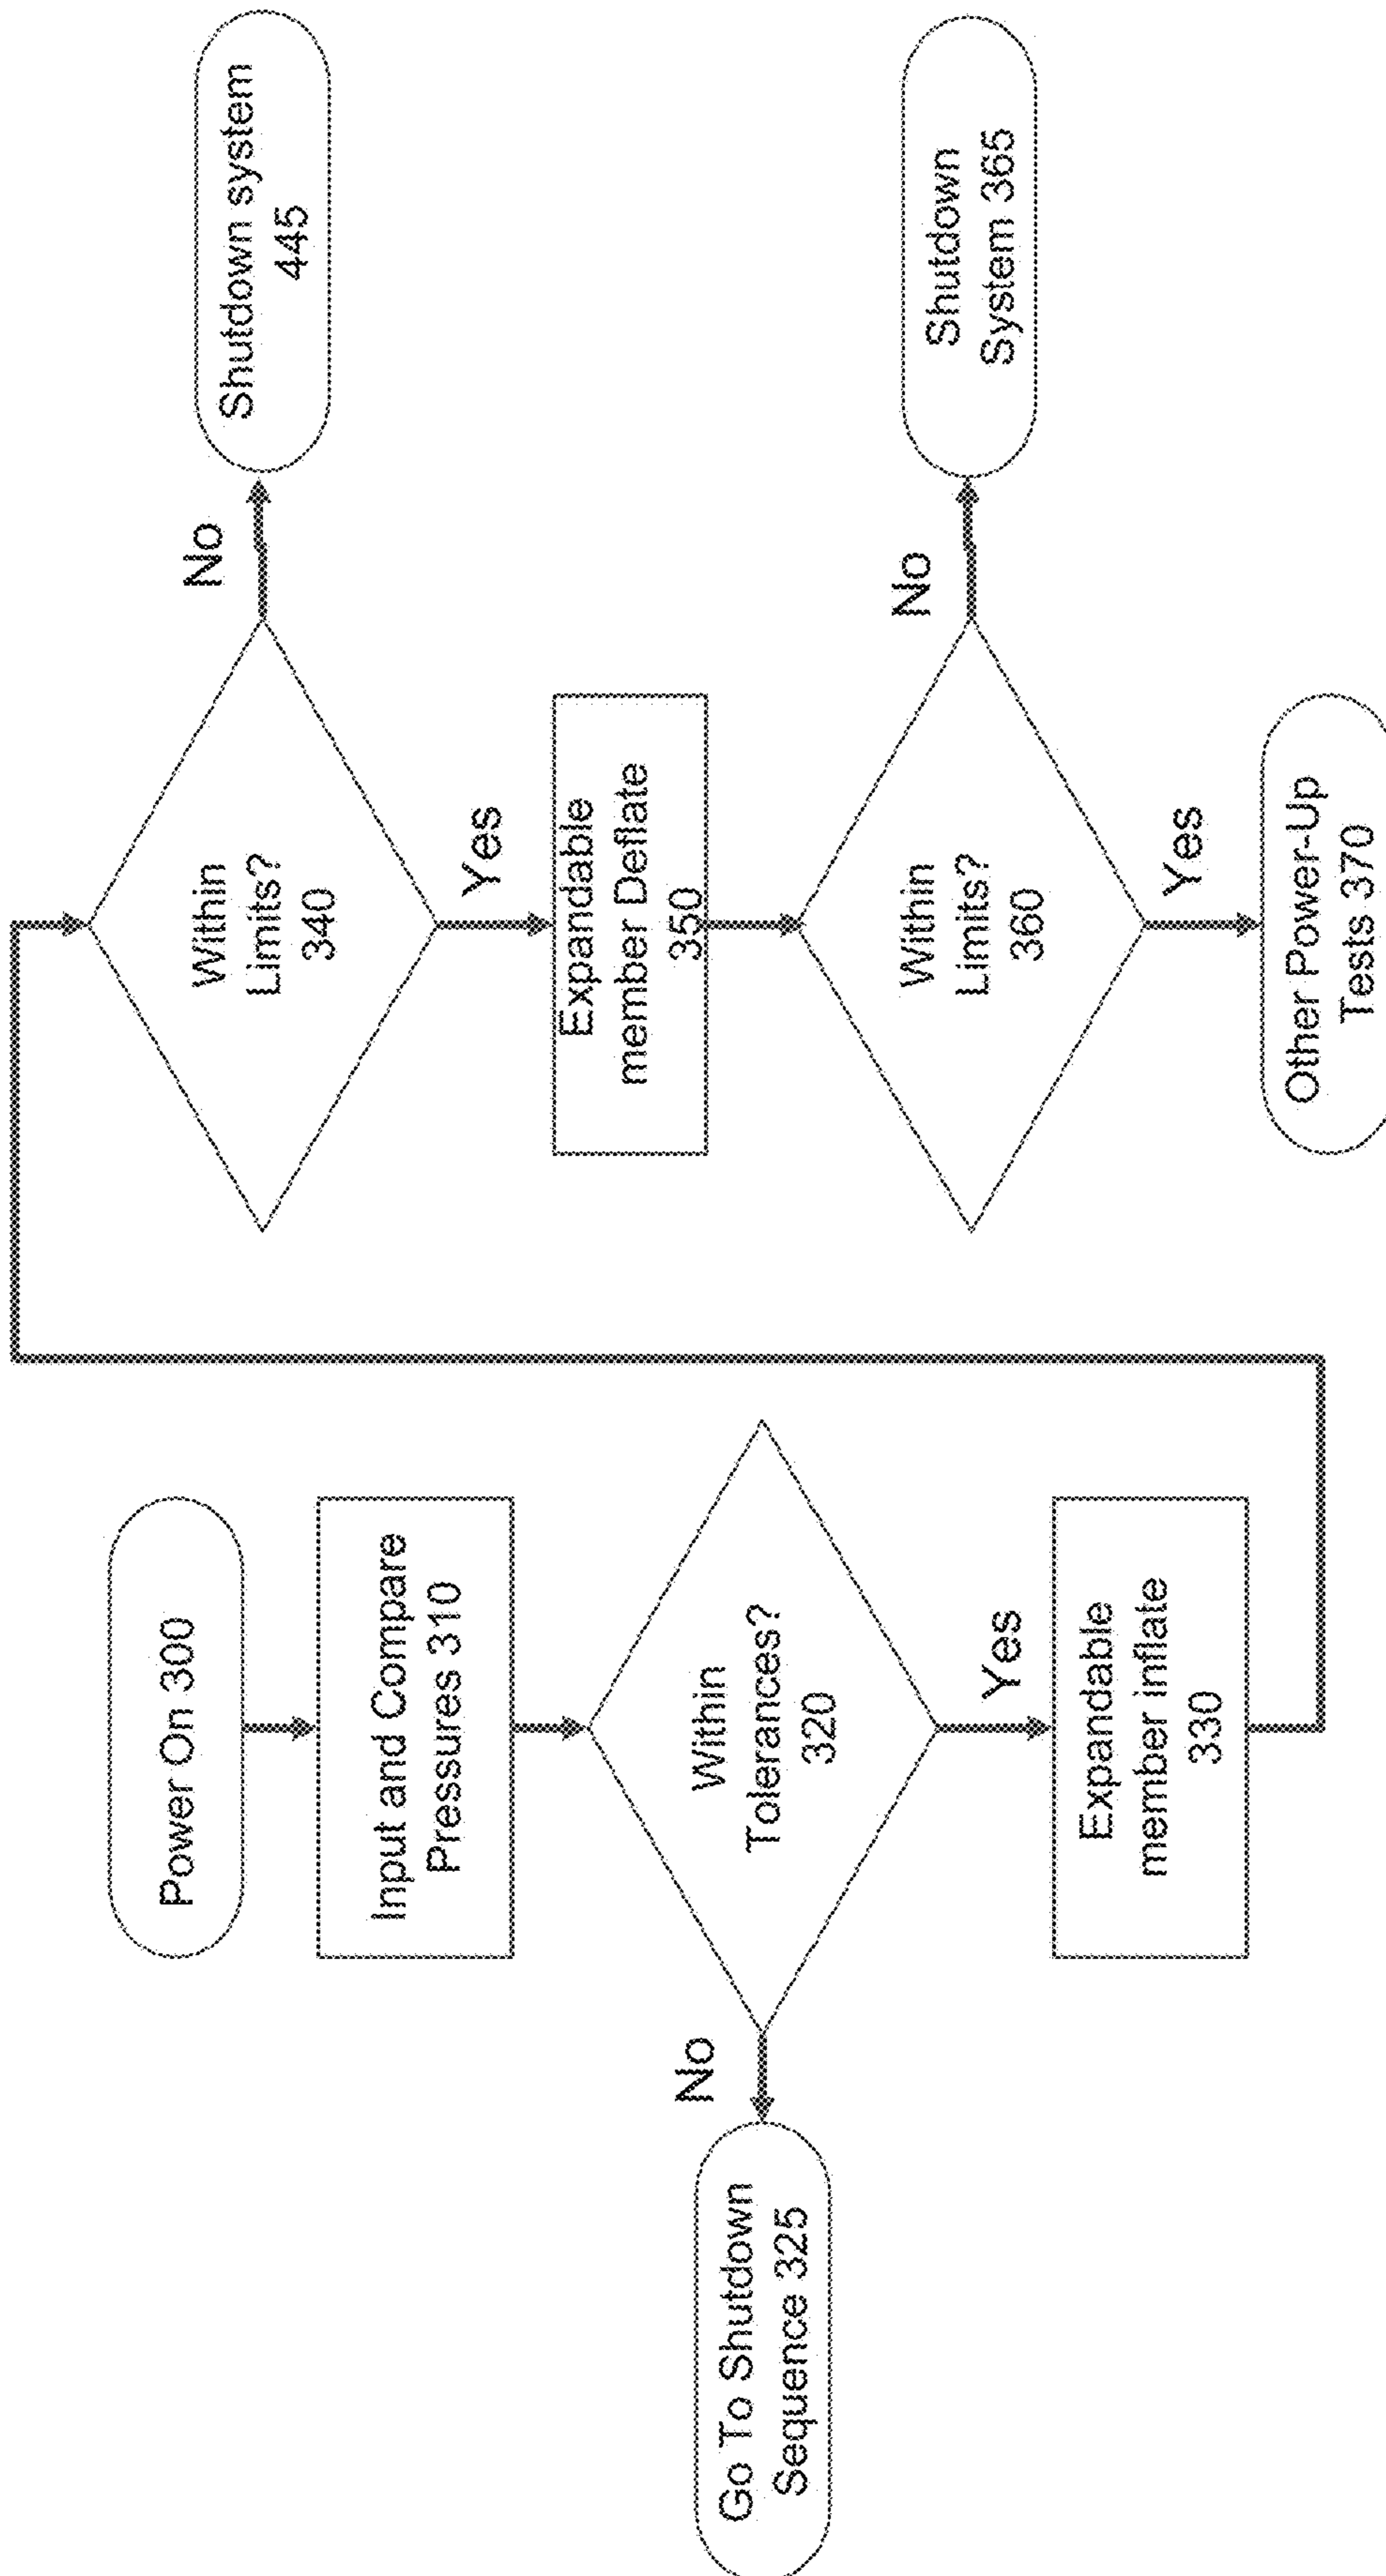 Power On 300
Input and Compare
Pressures 310
Within
Tolerances?
320
No
Go To Shutdown
Sequence 325
Yes
Expandable
member inflate
330
Within
Limits?
340
No
Shutdown system
445
Yes
Expandable
member Deflate
350
Within
Limits?
360
No
Shutdown
System 365
Yes
Other Power-Up
Tests 370